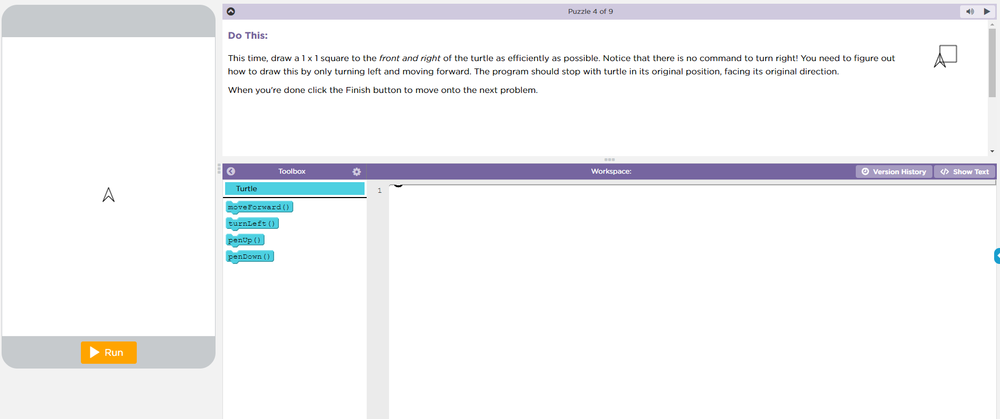 Puzzle 4 of 9
Do This:
This time, draw a 1 x 1 square to the front and right of the turtle as efficiently as possible. Notice that there is no command to turn right! You need to figure out
how to draw this by only turning left and moving forward. The program should stop with turtle in its original position, facing its original direction.
When you're done click the Finish button to move onto the next problem.
Toolbox
Workspace:
Version History
</> Show Text
Turtle
1
moveForward()
turnLeft()
penUp()
penDown()
Run